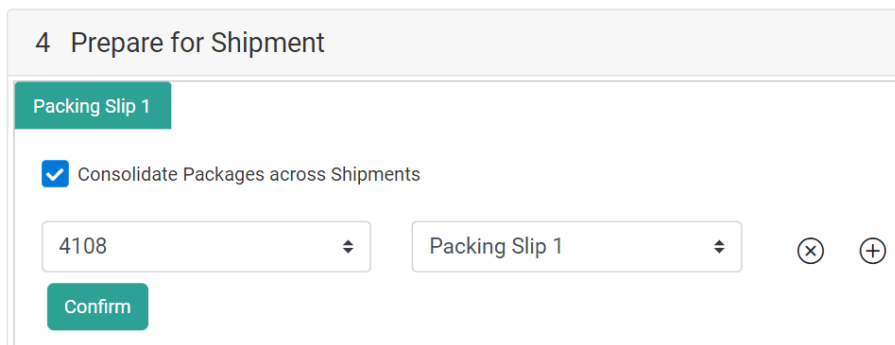 4 Prepare for Shipment
Packing Slip 1
Consolidate Packages across Shipments
4108 Packing Slip 1
Confirm